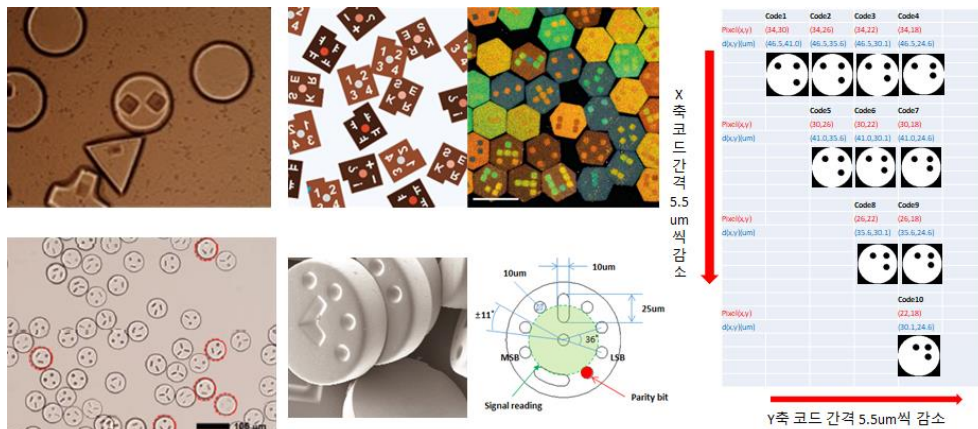 Code1 Code2 Code3 Code4
Pixel(x,y) (34,30) (34,26) (34,22) (34,18)
d(x,y)(um) (46.5,41.0) (46.5,35.6) (46.5,30.1) (46.5,24.6)
Code5 Code6 Code7
Pixel(x,y) (30,26) (30,22) (30,18)
d(x,y)(um) (41.0,35.6) (41.0,30.1) (41.0,24.6)
Code8 Code9
Pixel(x,y) (26,22) (26,18)
d(x,y)(um) (35.6,30.1) (35.6,24.6)
Code10
Pixel(x,y) (22,18)
d(x,y)(um) (30.1,24.6)
X
축
코
드
간
격
5.5
um
씩
감
소
Y축 코드 간격 5.5um씩 감소
10um 10um
25um
±11°
36°
MSB LSB
Signal reading
Parity bit
1 2
3 4
100 µm